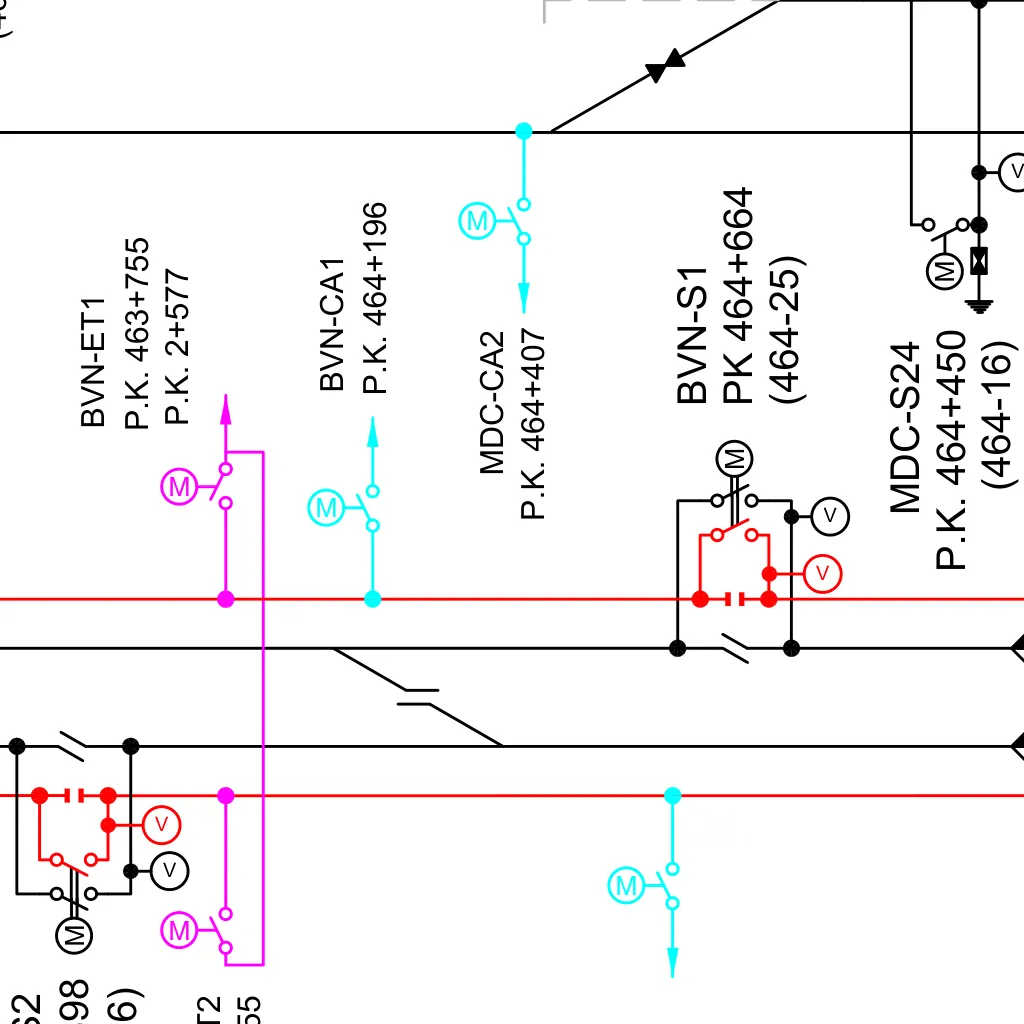 BVN-ET1
P.K. 463+755
P.K. 2+577
BVN-CA1
P.K. 464+196
MDC-CA2
P.K. 464+407
BVN-S1
PK 464+664
(464-25)
MDC-S24
P.K. 464+450
(464-16)
M
M
M
M
M
V
V
V
V
V
M
M
M